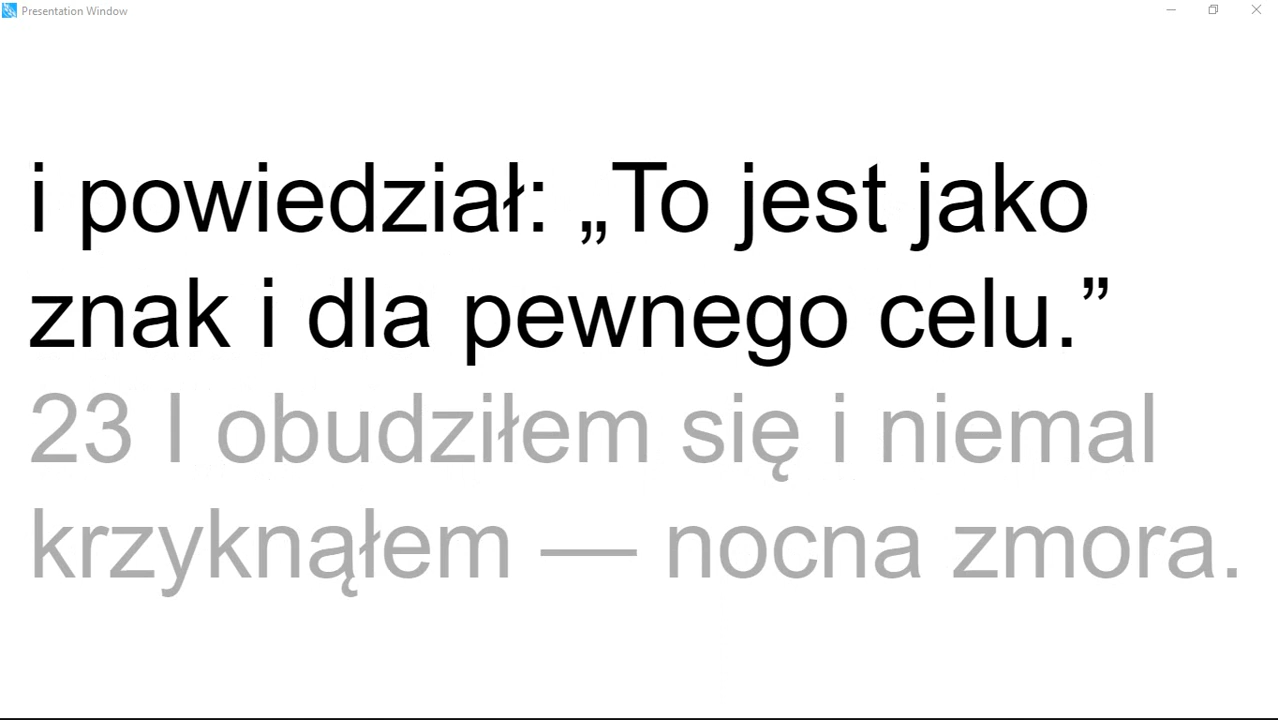 Presentation Window
i powiedział: „To jest jako
znak i dla pewnego celu.”
23 I obudziłem się i niemal
krzyknąłem — nocna zmora.